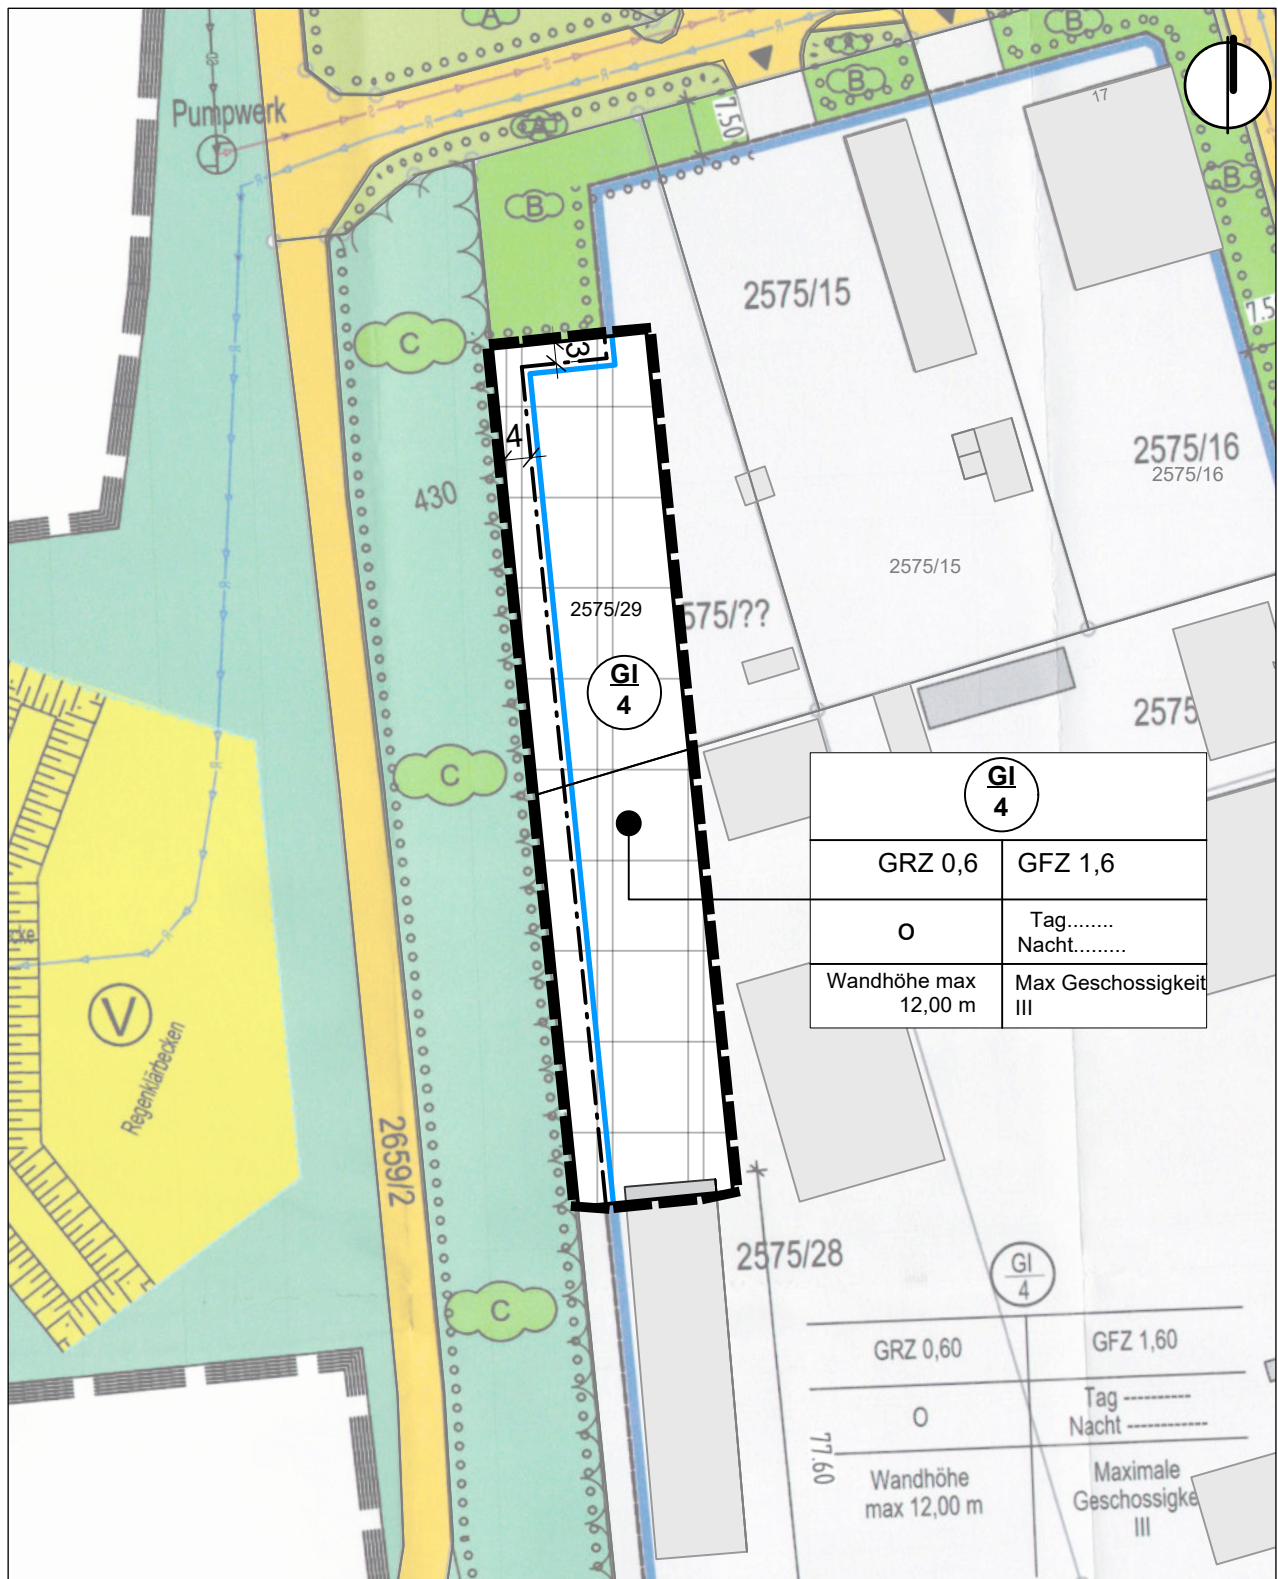 A
B
17
A
B
Pumpwerk
7.50
A
B
B
2575/15
7.5
C
3
4
2575/16
2575/16
430
2575/15
2575/29
575/??
GI
4
2575
C
GI
4
GRZ 0,6
GFZ 1,6
O
Tag........
Nacht.........
Wandhöhe max
12,00 m
Max Geschossigkeit
III
V
Regenklärbecken
2659/2
2575/28
GI
4
C
GRZ 0,60
GFZ 1,60
O
Tag ----------
Nacht ------------
77.60
Wandhöhe
max 12,00 m
Maximale
Geschossigke
III